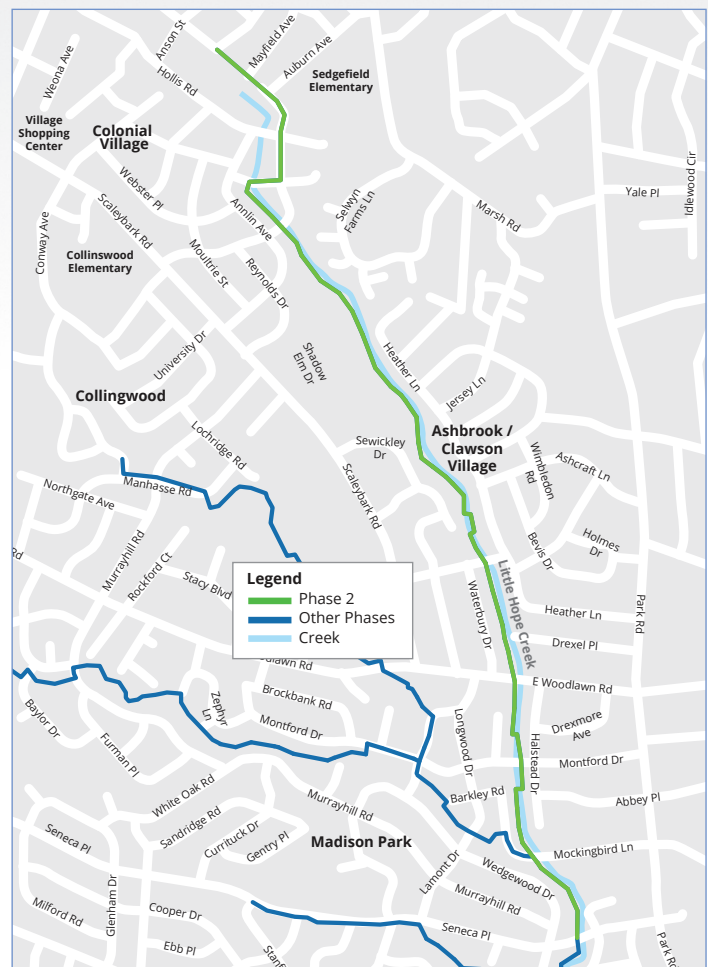 Anson St
Mayfield Ave
Auburn Ave
Weona Ave
Hollis Rd
Sedgefield
Elementary
Village
Shopping
Center
Colonial
Village
Idlewood Cir
Yale Pl
Webster Pl
Scaleybark Rd
Annlin Ave
Selwyn
Farms Ln
Marsh Rd
Conway Ave
Collinswood
Elementary
Moultrie St
Reynolds Dr
University Dr
Shadow
Elm Dr
Heather Ln
Jersey Ln
Collingwood
Lochridge Rd
Sewickley
Dr
Ashbrook /
Clawson
Village
Wimbledon
Rd
Ashcraft Ln
Manhasse Rd
Northgate Ave
Scaleybark Rd
Rd
Murrayhill Rd
Rockford Ct
Stacy Blvd
Bevis Dr
Holmes
Dr
Legend
Phase 2
Other Phases
Creek
Little Hope Creek
Waterbury Dr
Heather Ln
Park Rd
Drexel Pl
dlawn Rd
E Woodlawn Rd
Baylor Dr
Zephyr
Ln
Brockbank Rd
Montford Dr
Longwood Dr
Drexmore
Ave
Furman Pl
Halstead Dr
Montford Dr
White Oak Rd
Murrayhill Rd
Barkley Rd
Abbey Pl
Sandridge Rd
Currituck Dr
Gentry Pl
Seneca Pl
Madison Park
Mockingbird Ln
Lamont Dr
Wedgewood Dr
Murrayhill Rd
Glenham Dr
Milford Rd
Cooper Dr
Ebb Pl
Seneca Pl
Stanf
Park Rd